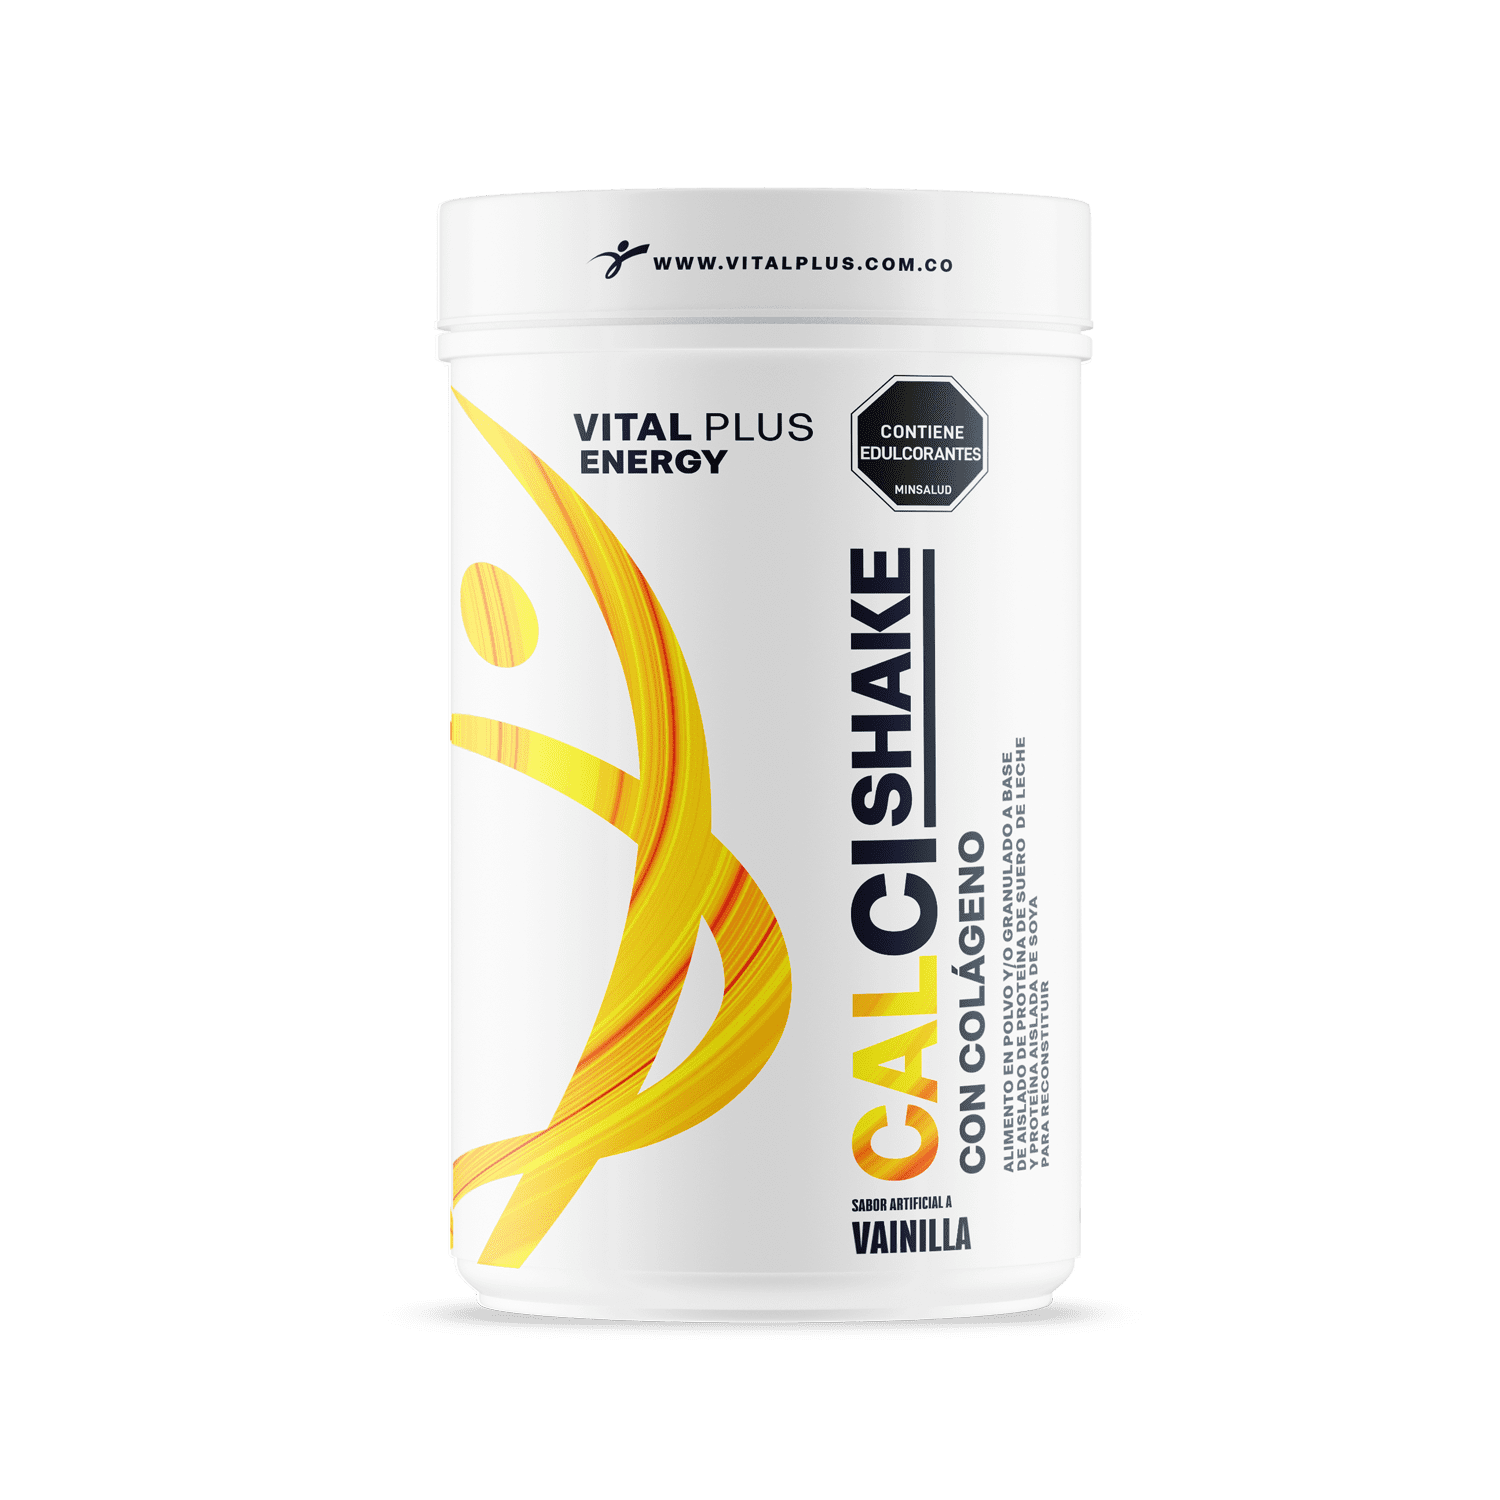 WWW.VITALPLUS.COM.CO
VITAL PLUS
ENERGY
CONTIENE
EDULCORANTES
MINSALUD
CALCISHAKE
CON COLÁGENO
ALIMENTO EN POLVO Y/O GRANULADO A BASE
DE AISLADO DE PROTEÍNA DE SUERO DE LECHE
Y PROTEÍNA AISLADA DE SOYA
PARA RECONSTITUIR
SABOR ARTIFICIAL A
VAINILLA